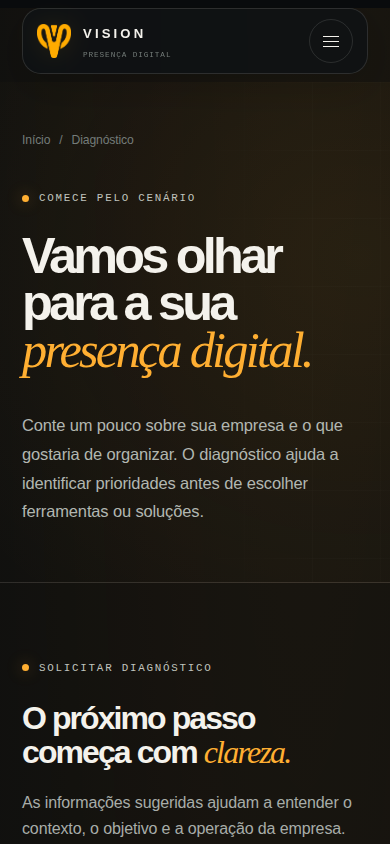 VISION
PRESENÇA DIGITAL
Início / Diagnóstico
COMECE PELO CENÁRIO
Vamos olhar
para a sua
presença digital.
Conte um pouco sobre sua empresa e o que
gostaria de organizar. O diagnóstico ajuda a
identificar prioridades antes de escolher
ferramentas ou soluções.
SOLICITAR DIAGNÓSTICO
O próximo passo
começa com clareza.
As informações sugeridas ajudam a entender o
contexto, o objetivo e a operação da empresa.